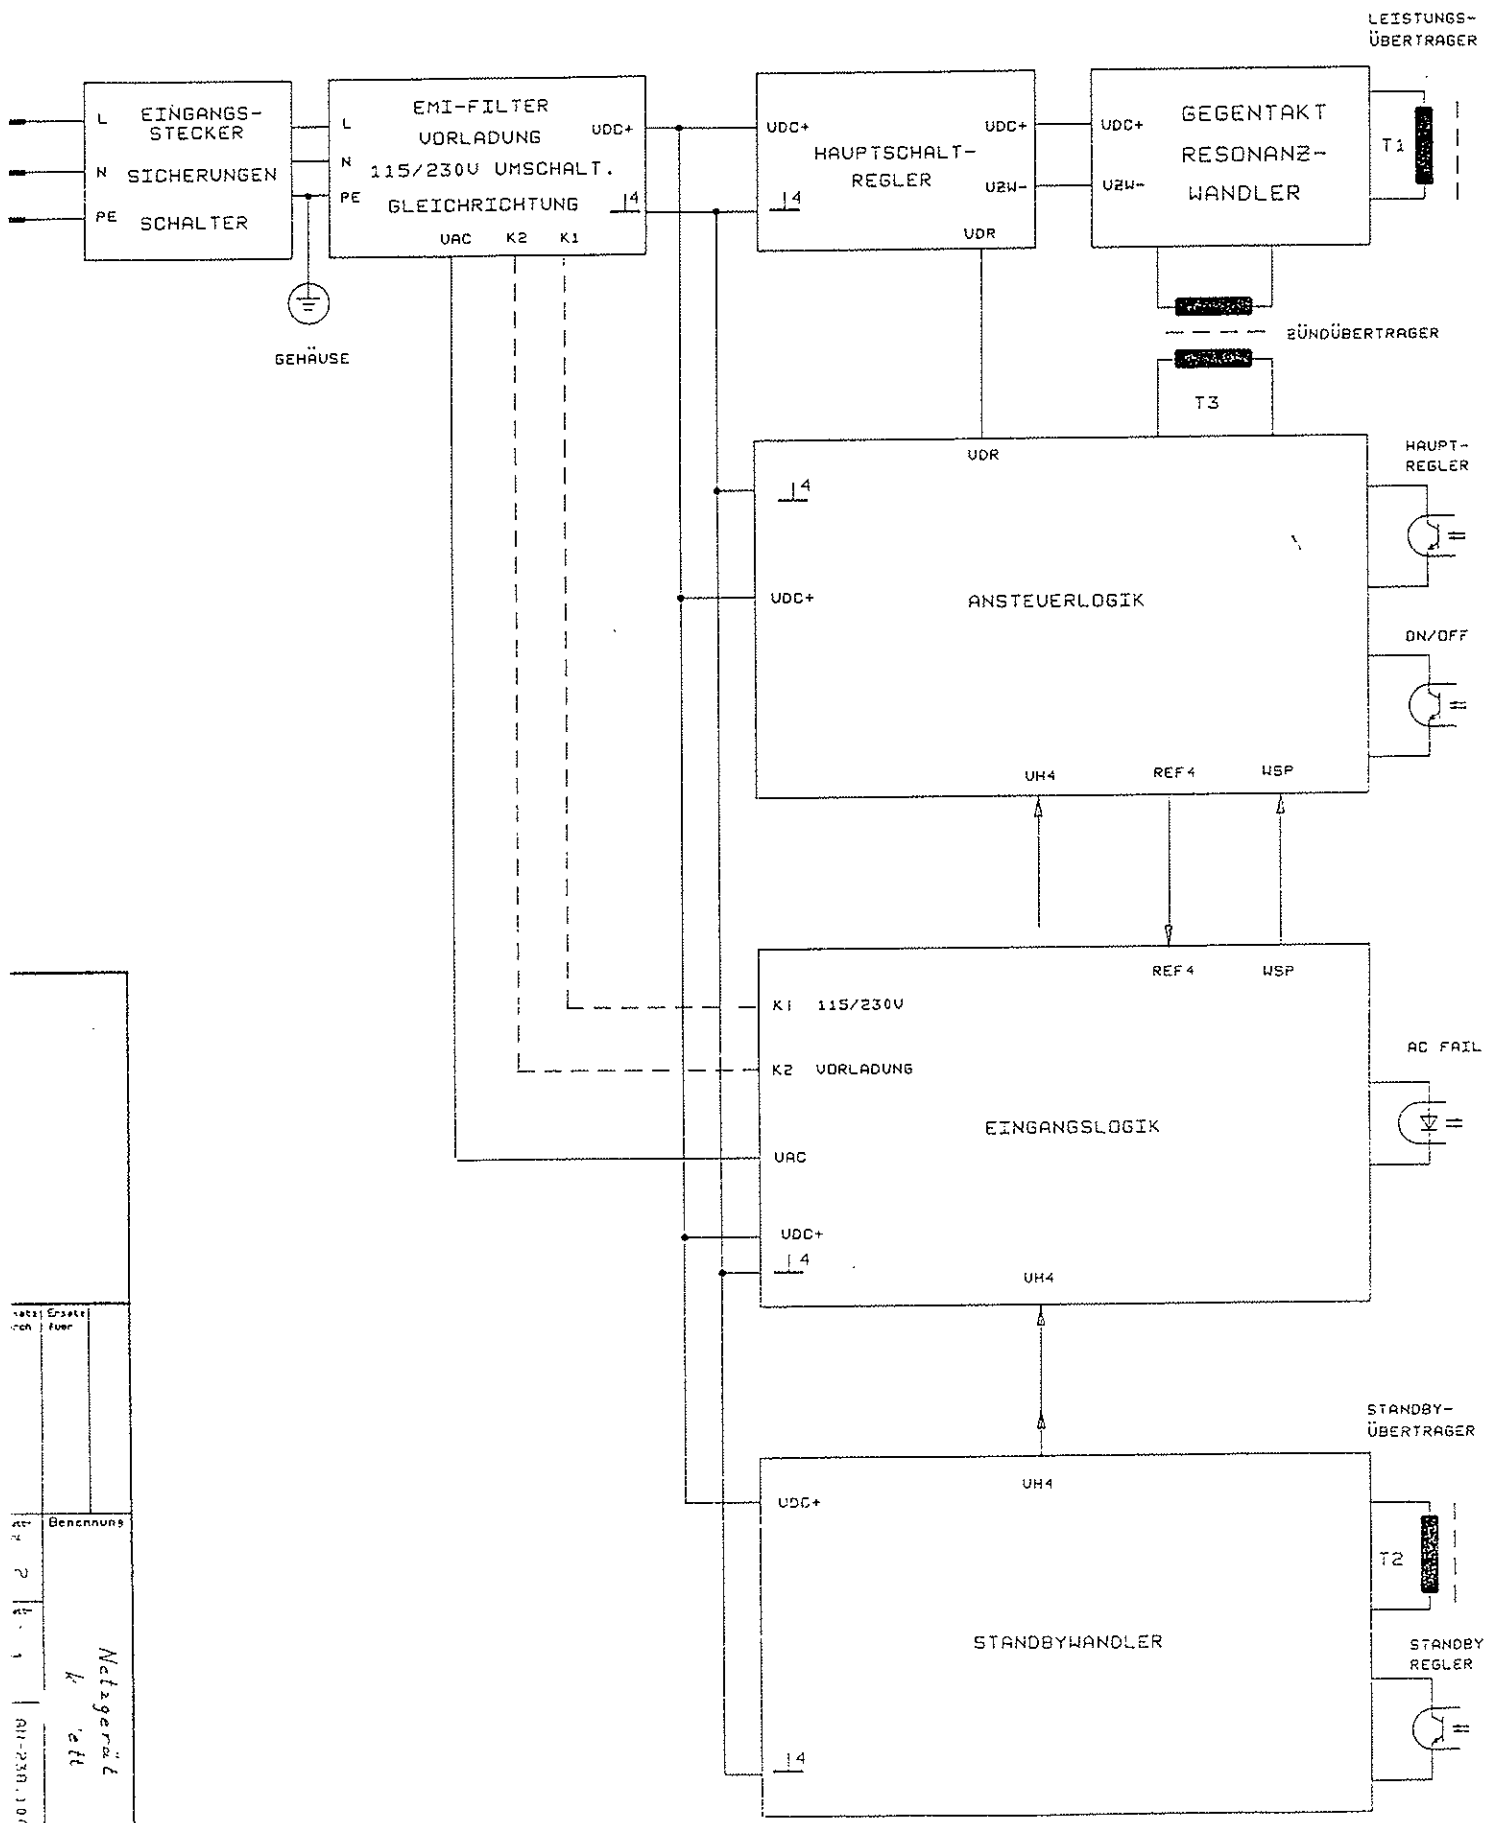 LEISTUNGS-
ÜBERTRAGER
L
EINGANGS-
STECKER
N
SICHERUNGEN
PE
SCHALTER
L
EMI-FILTER
VORLADUNG
UDC+
N
115/230V UMSCHALT.
PE
GLEICHRICHTUNG
4
UAC
K2
K1
UDC+
UDC+
HAUPTSCHALT-
REGLER
4
U2W-
UDR
UDC+
GEGENTAKT
RESONANZ-
U2W-
WANDLER
T1
GEHÄUSE
ZÜNDÜBERTRAGER
T3
UDR
4
UDC+
ANSTEUERLOGIK
HAUPT-
REGLER
ON/OFF
UH4
REF4
WSP
REF4
WSP
K1 115/230V
K2 VORLADUNG
EINGANGSLOGIK
AC FAIL
UAC
UDC+
4
UH4
STANDBY-
ÜBERTRAGER
UH4
UDC+
T2
STANDBYWANDLER
STANDBY
REGLER
4
Ersatz
fuer
Benennung
2
1
Netzgerät